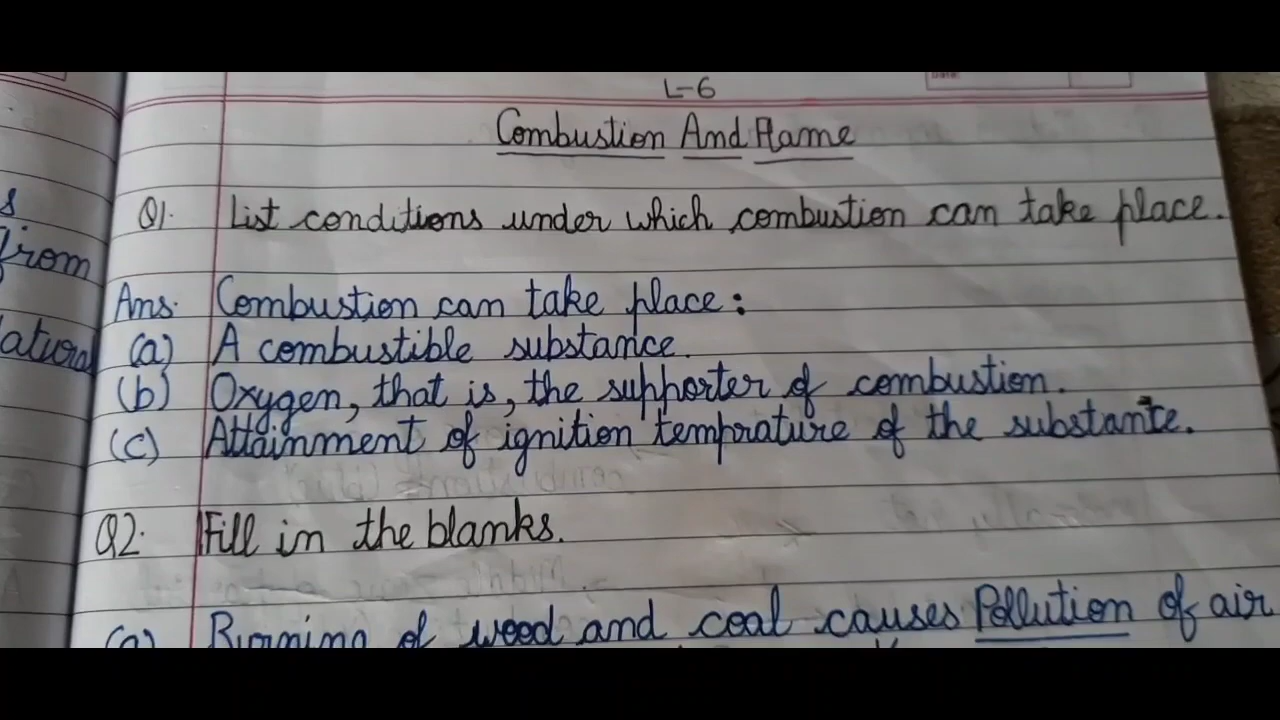 L-6
Combustion And Flame
Q1. List conditions under which combustion can take place.
s
from
Ans. Combustion can take place:
(a) A combustible substance.
atural
(b) Oxygen, that is, the supporter of combustion.
(c) Attainment of ignition temprature of the substance.
Q2. Fill in the blanks.
(a) Burning of wood and coal causes Pollution of air